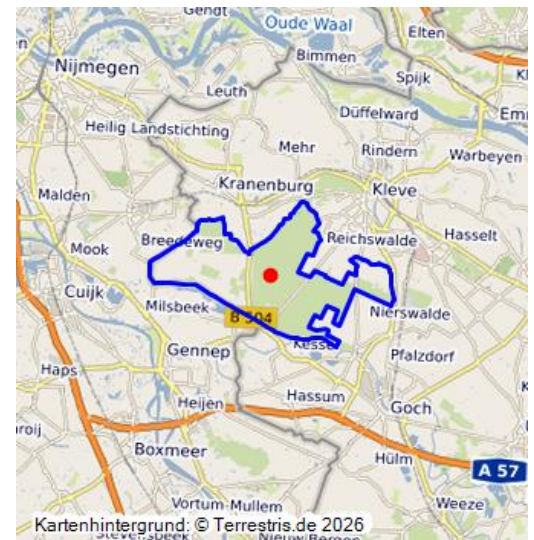 Gendt
Oude Waal
Elten
Bimmen
Nijmegen
Spijk
Leuth
Düffelward
Emm
Heilig Landstichting
Mehr
Rindern
Warbeyen
Kranenburg
Kleve
Malden
Breedeweg
Reichswalde
Hasselt
Mook
Cuijk
Milsbeek
B 504
Nierswalde
Kessel
Gennep
Pfalzdorf
Haps
Hassum
Heijen
Goch
roij
Boxmeer
Hülm
A 57
Weeze
Vortum-Mullem
Kartenhintergrund: © Terrestris.de 2026